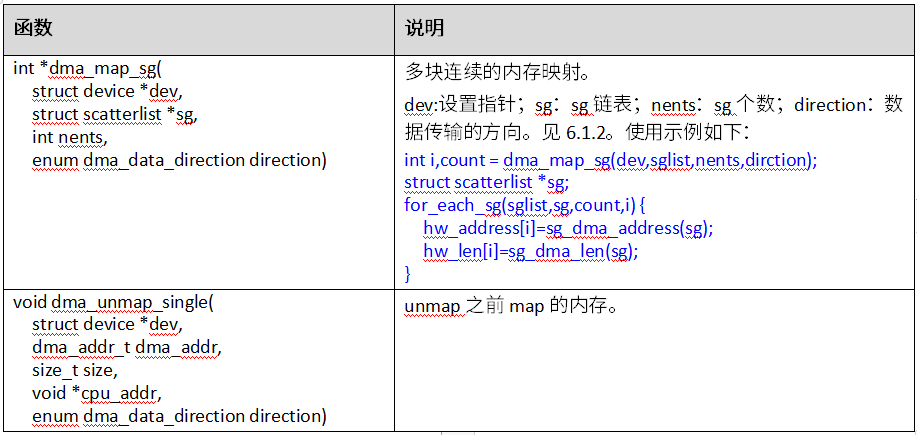 函数
说明
int *dma_map_sg(
struct device *dev,
struct scatterlist *sg,
int nents,
enum dma_data_direction direction)
多块连续的内存映射。
dev:设置指针；sg：sg 链表；nents：sg 个数；direction：数
据传输的方向。见 6.1.2。使用示例如下：
int i,count = dma_map_sg(dev,sglist,nents,dirction);
struct scatterlist *sg;
for_each_sg(sglist,sg,count,i) {
hw_address[i]=sg_dma_address(sg);
hw_len[i]=sg_dma_len(sg);
}
void dma_unmap_single(
struct device *dev,
dma_addr_t dma_addr,
size_t size,
void *cpu_addr,
enum dma_data_direction direction)
unmap 之前 map 的内存。